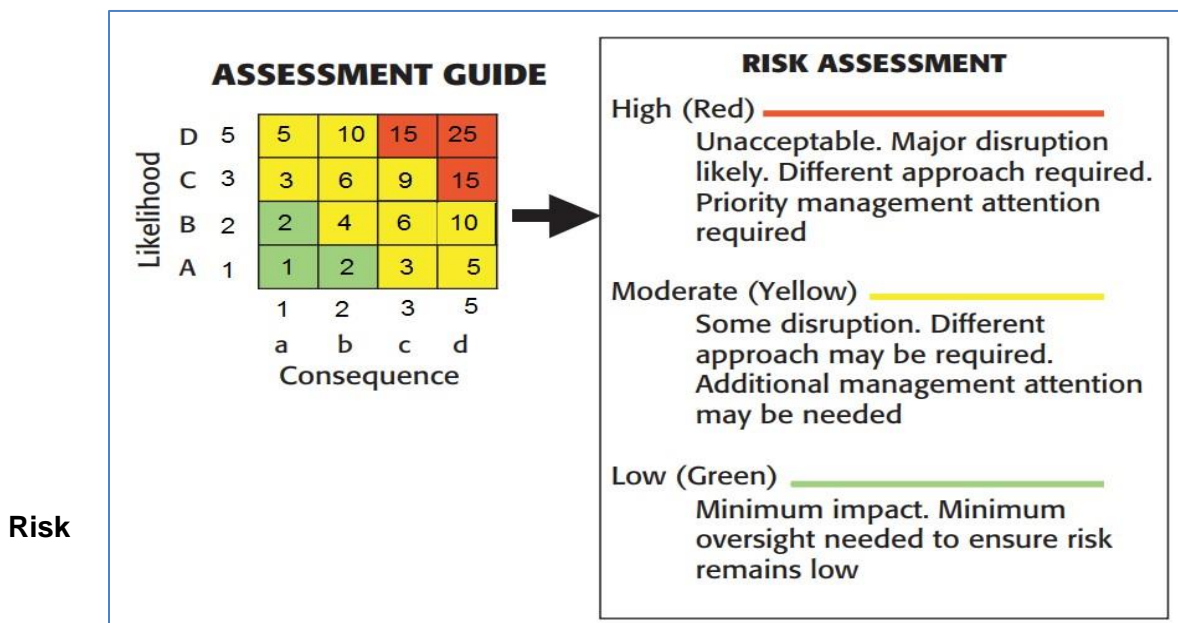 ASSESSMENT GUIDE
Likelihood
D 5 5 10 15 25
C 3 3 6 9 15
B 2 2 4 6 10
A 1 1 2 3 5
1 2 3 5
a b c d
Consequence
RISK ASSESSMENT
High (Red)
Unacceptable. Major disruption
likely. Different approach required.
Priority management attention
required
Moderate (Yellow)
Some disruption. Different
approach may be required.
Additional management attention
may be needed
Low (Green)
Minimum impact. Minimum
oversight needed to ensure risk
remains low
Risk